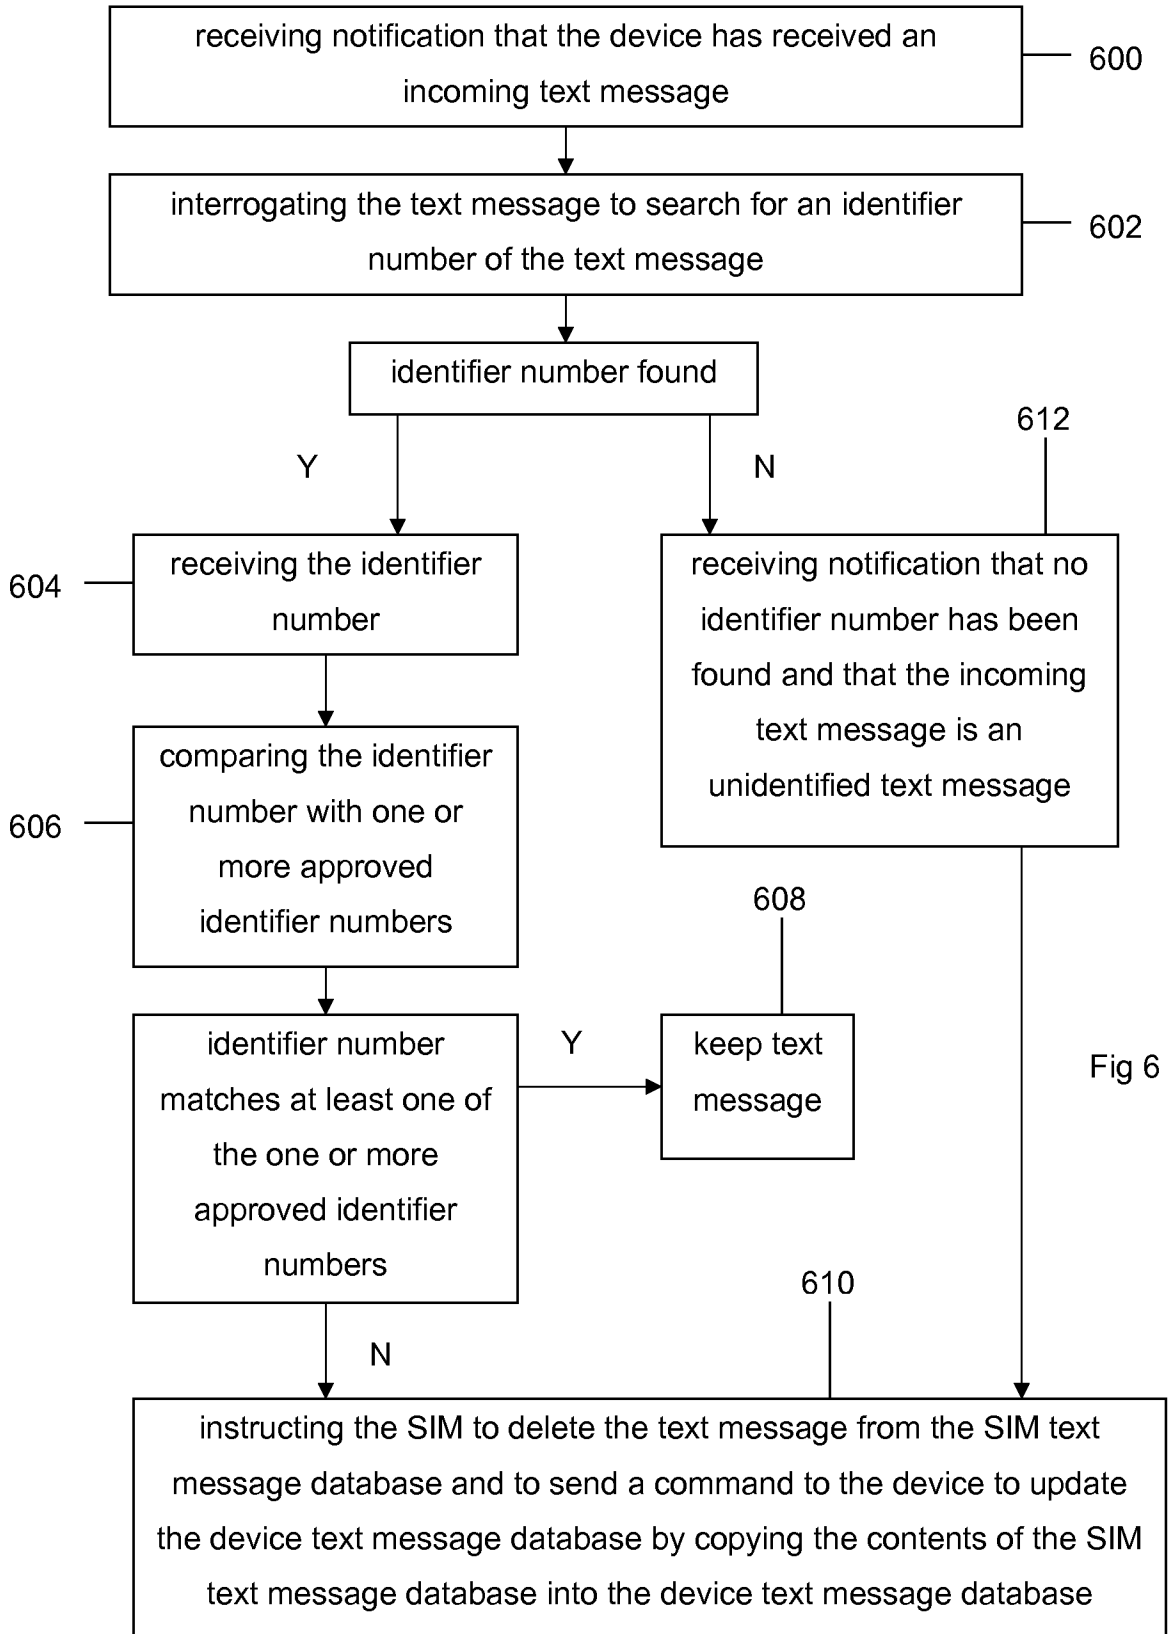 receiving notification that the device has received an
incoming text message
600
interrogating the text message to search for an identifier
number of the text message
602
identifier number found
Y
N
612
604
receiving the identifier
number
receiving notification that no
identifier number has been
found and that the incoming
text message is an
unidentified text message
606
comparing the identifier
number with one or
more approved
identifier numbers
608
identifier number
matches at least one of
the one or more
approved identifier
numbers
Y
keep text
message
Fig 6
N
610
instructing the SIM to delete the text message from the SIM text
message database and to send a command to the device to update
the device text message database by copying the contents of the SIM
text message database into the device text message database